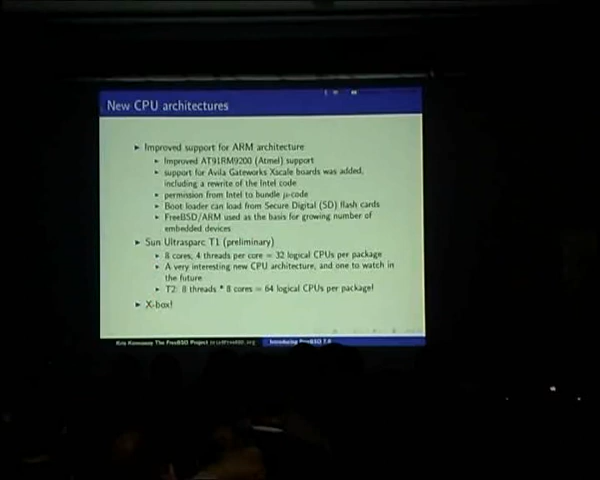 New CPU architectures
► Improved support for ARM architecture
► Improved AT91RM9200 (Atmel) support
► support for Avila Gateworks Xscale boards was added,
including a rewrite of the Intel code
► permission from Intel to bundle μ-code
► Boot loader can load from Secure Digital (SD) flash cards
► FreeBSD/ARM used as the basis for growing number of
embedded devices
► Sun Ultrasparc T1 (preliminary)
► 8 cores, 4 threads per core = 32 logical CPUs per package
► A very interesting new CPU architecture, and one to watch in
the future
► T2: 8 threads * 8 cores = 64 logical CPUs per package!
► X-box!
Kris Kennaway The FreeBSD Project Introducing FreeBSD 7.0